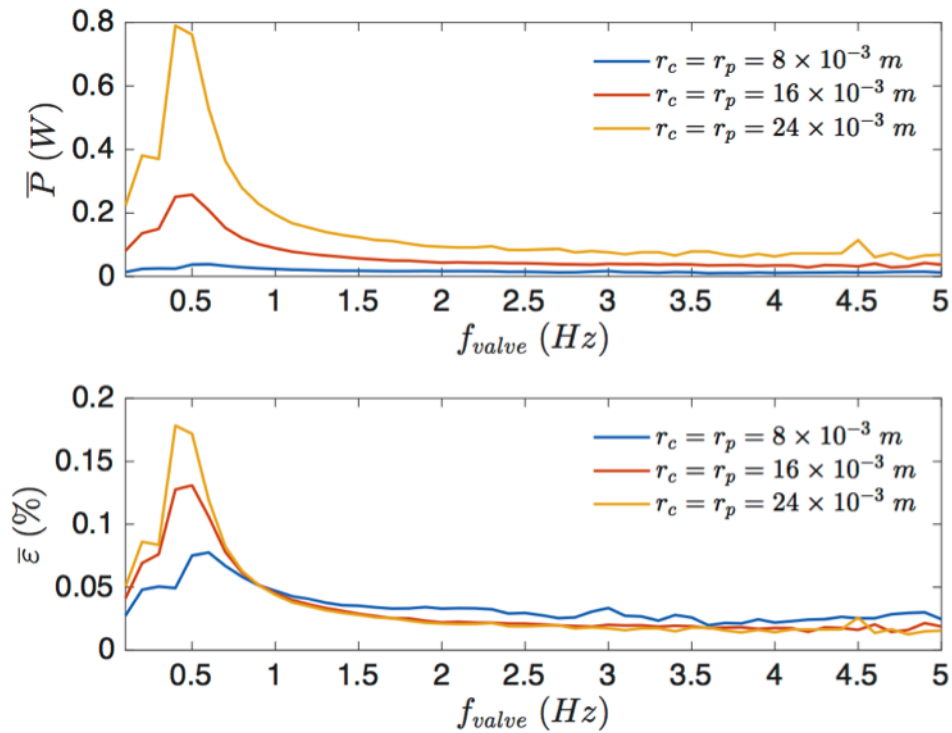 0.8
0.6
0.4
0.2
0
P̅ (W)
r_c = r_p = 8 × 10⁻³ m
r_c = r_p = 16 × 10⁻³ m
r_c = r_p = 24 × 10⁻³ m
0.5 1 1.5 2 2.5 3 3.5 4 4.5 5
f_valve (Hz)
0.2
0.15
0.1
0.05
0
ε̅ (%)
r_c = r_p = 8 × 10⁻³ m
r_c = r_p = 16 × 10⁻³ m
r_c = r_p = 24 × 10⁻³ m
0.5 1 1.5 2 2.5 3 3.5 4 4.5 5
f_valve (Hz)